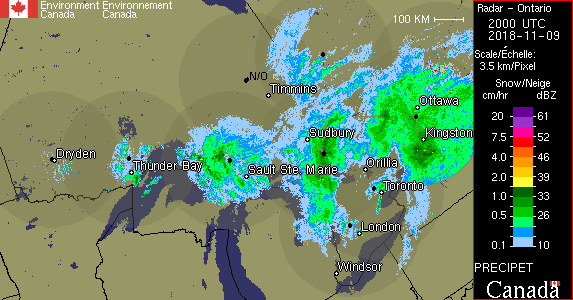 Environment Environnement
Canada Canada
100 KM
N/O
Timmins
Ottawa
Sudbury
Kingston
Dryden
Thunder Bay
Sault Ste. Marie
Orillia
Toronto
London
Windsor
Radar - Ontario
2000 UTC
2018-11-09
Scale/Échelle:
3.5 km/Pixel
Snow/Neige
cm/hr dBZ
20 61
7.5 52
4.0 46
2.0 39
1.0 33
0.5 26
0.1 10
PRECIPET
Canada